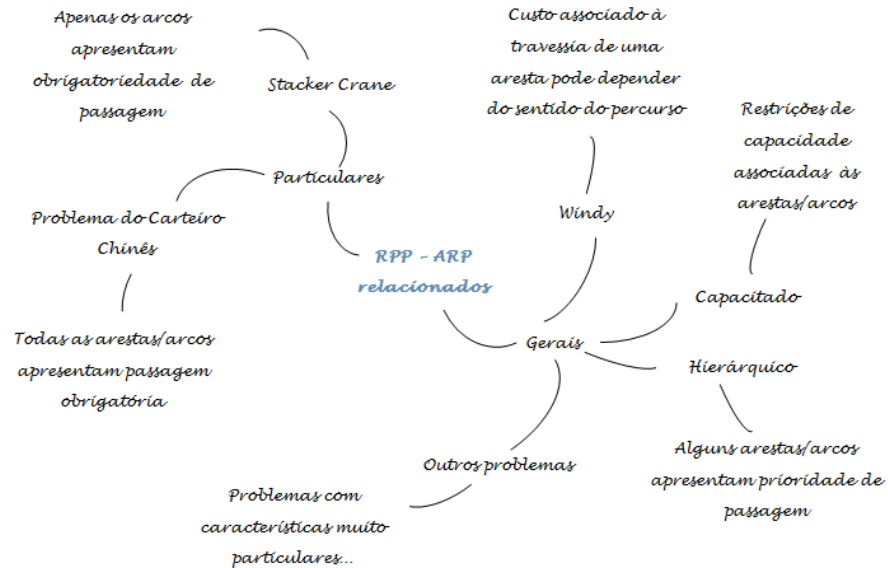 Apenas os arcos
apresentam
obrigatoriedade de
passagem
Stacker Crane
Particulares
Problema do Carteiro
Chinês
Todas as arestas/arcos
apresentam passagem
obrigatória
RPP - ARP
relacionados
Custo associado à
travessia de uma
aresta pode depender
do sentido do percurso
Windy
Restrições de
capacidade
associadas às
arestas/arcos
Capacitado
Gerais
Hierárquico
Alguns arestas/arcos
apresentam prioridade de
passagem
Outros problemas
Problemas com
características muito
particulares...